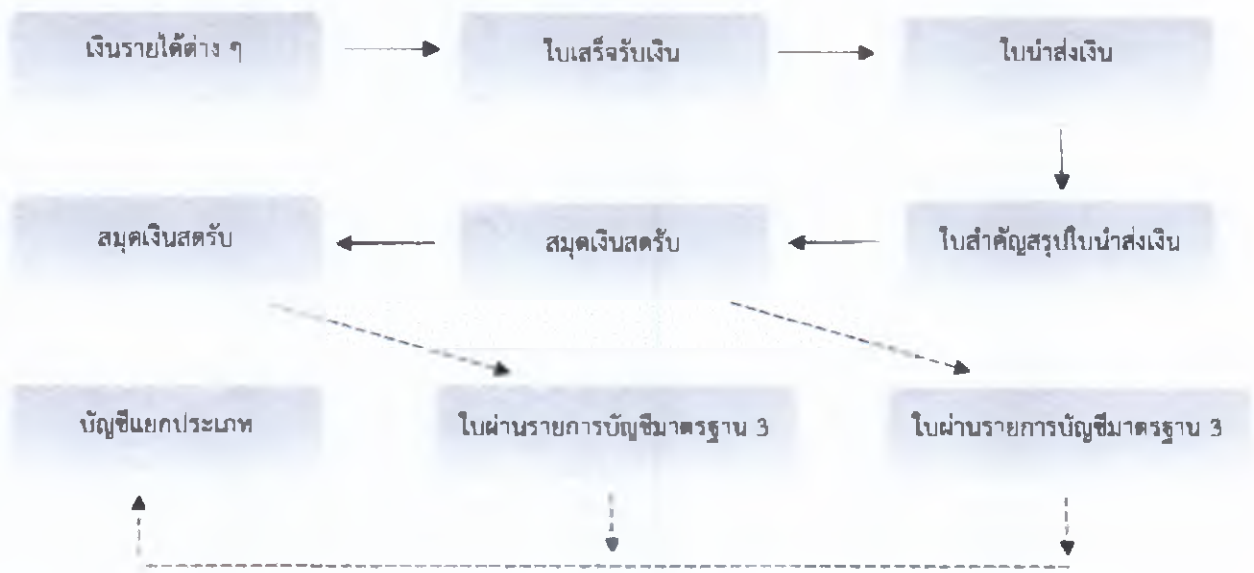 เงินรายได้ต่าง ๆ
ใบเสร็จรับเงิน
ใบนำส่งเงิน
สมุดเงินสดรับ
สมุดเงินสดรับ
ใบสำคัญสรุปใบนำส่งเงิน
บัญชีแยกประเภท
ใบผ่านรายการบัญชีมาตรฐาน 3
ใบผ่านรายการบัญชีมาตรฐาน 3